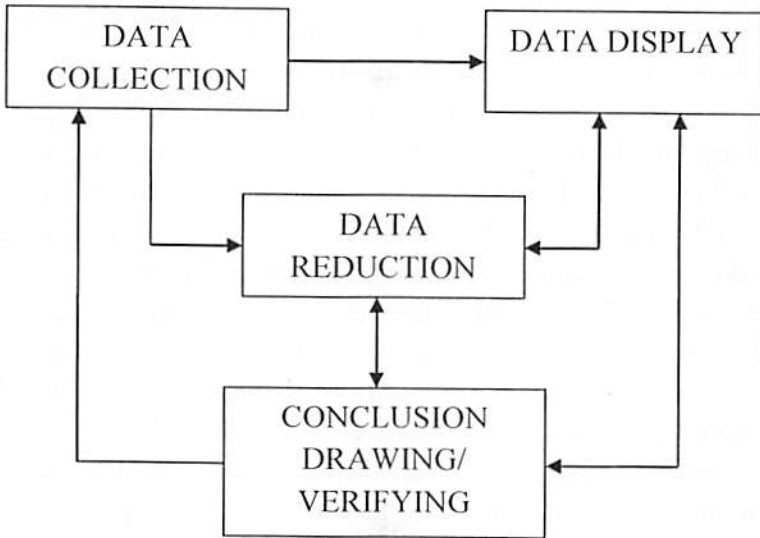 DATA
COLLECTION
DATA DISPLAY
DATA
REDUCTION
CONCLUSION
DRAWING/
VERIFYING